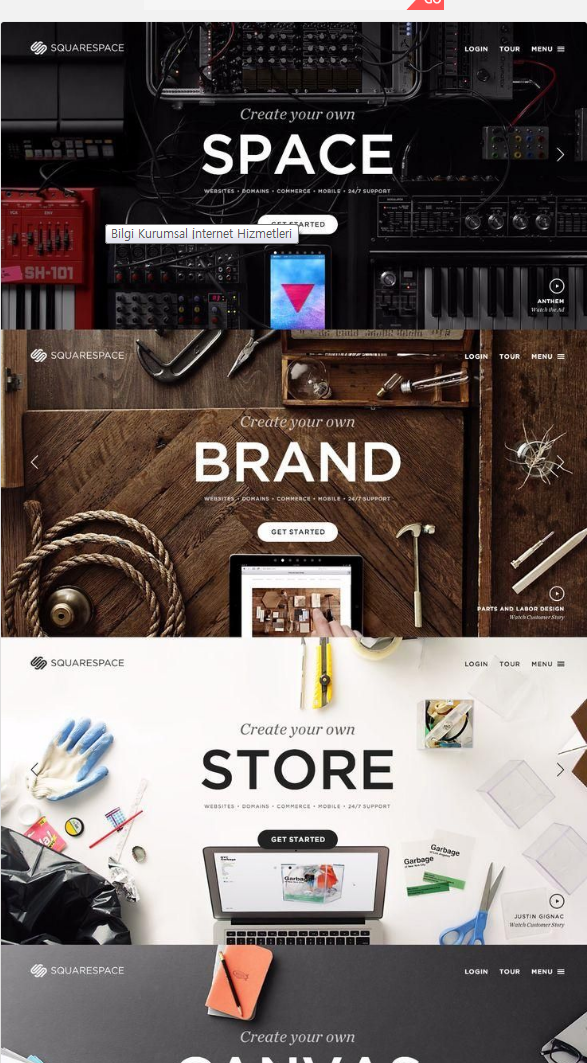 GO
SQUARESPACE
LOGIN TOUR MENU
Create your own
SPACE
WEBSITES • DOMAINS • COMMERCE • MOBILE • 24/7 SUPPORT
GET STARTED
Bilgi Kurumsal İnternet Hizmetleri
SH-101
ANTHEM
Watch the Ad
SQUARESPACE
LOGIN TOUR MENU
Create your own
BRAND
WEBSITES • DOMAINS • COMMERCE • MOBILE • 24/7 SUPPORT
GET STARTED
PARTS AND LABOR DESIGN
Watch Customer Story
SQUARESPACE
LOGIN TOUR MENU
Create your own
STORE
WEBSITES • DOMAINS • COMMERCE • MOBILE • 24/7 SUPPORT
GET STARTED
Garbage
Garbage
Garbage
JUSTIN GIGNAC
Watch Customer Story
SQUARESPACE
LOGIN TOUR MENU
Create your own
CANVAS